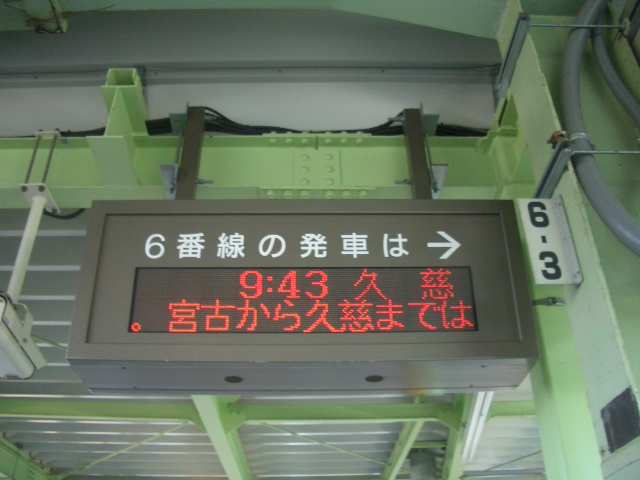 6番線の発車は→
9:43 久 慈
。宮古から久慈までは
6-3